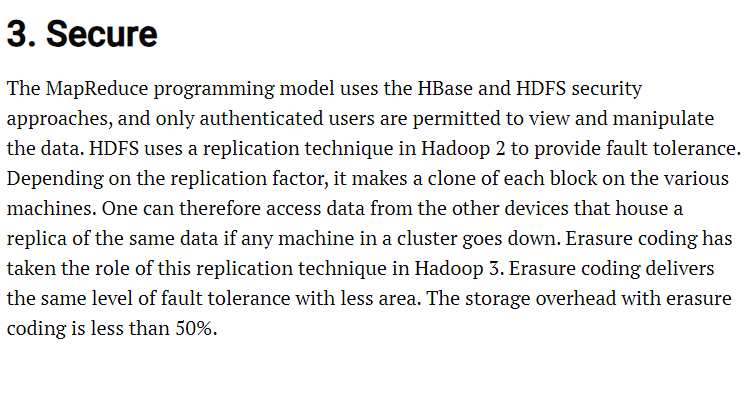 3. Secure
The MapReduce programming model uses the HBase and HDFS security
approaches, and only authenticated users are permitted to view and manipulate
the data. HDFS uses a replication technique in Hadoop 2 to provide fault tolerance.
Depending on the replication factor, it makes a clone of each block on the various
machines. One can therefore access data from the other devices that house a
replica of the same data if any machine in a cluster goes down. Erasure coding has
taken the role of this replication technique in Hadoop 3. Erasure coding delivers
the same level of fault tolerance with less area. The storage overhead with erasure
coding is less than 50%.